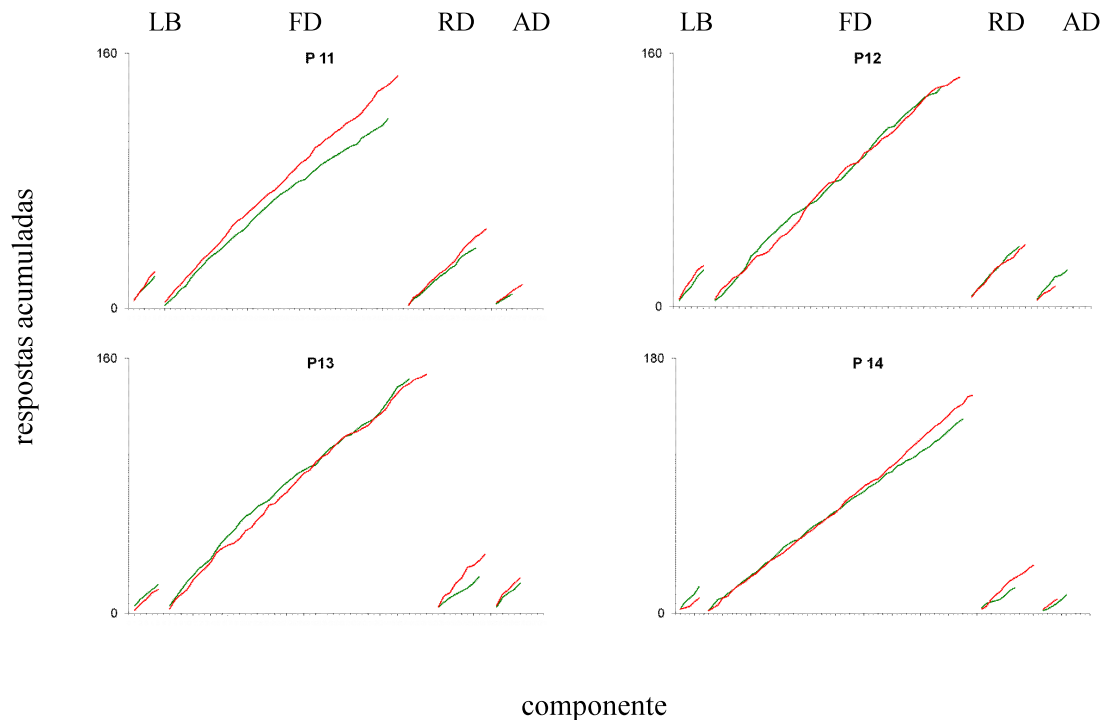 LB FD RD AD
LB FD RD AD
160
P 11
0
160
P12
0
respostas acumuladas
160
P13
0
180
P 14
0
componente